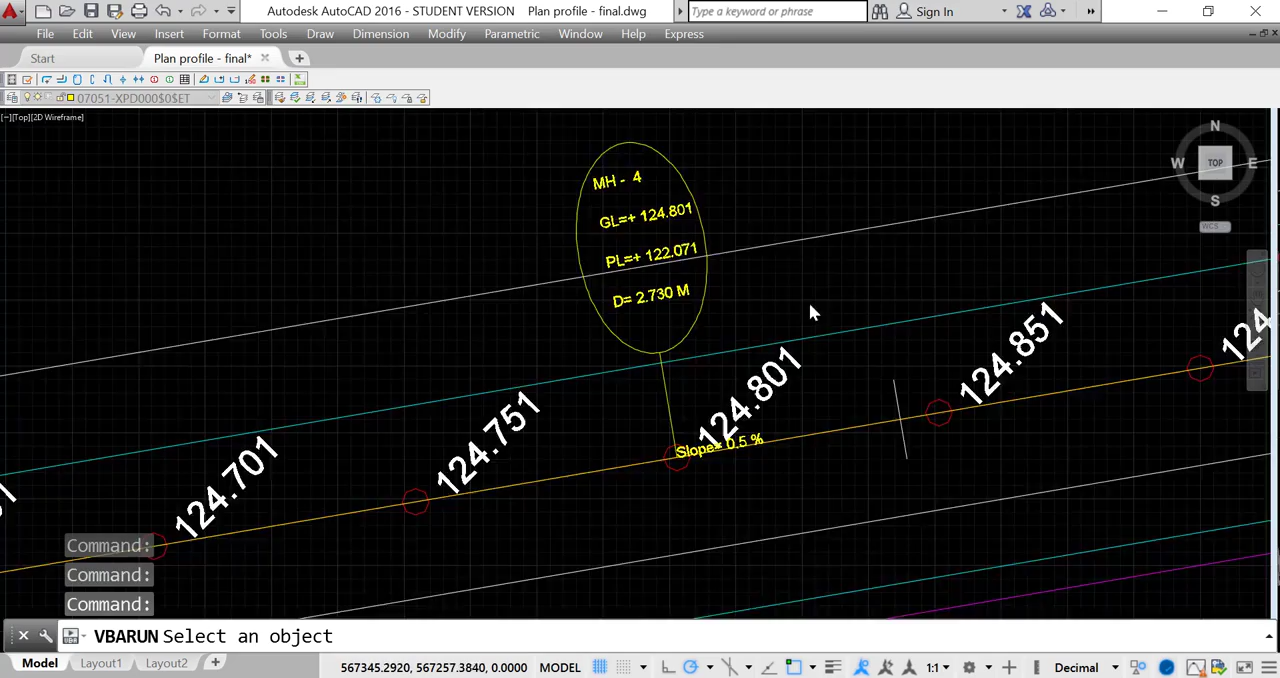 Autodesk AutoCAD 2016 - STUDENT VERSION Plan profile - final.dwg
Type a keyword or phrase
Sign In
File Edit View Insert Format Tools Draw Dimension Modify Parametric Window Help Express
Start
Plan profile - final*
07051-XPD000$0$ET
[−][Top][2D Wireframe]
N
W TOP E
S
WCS
MH - 4
GL=+ 124.801
PL=+ 122.071
D= 2.730 M
124.701
124.751
124.801
124.851
124
Slope= 0.5 %
Command:
Command:
Command:
VBARUN Select an object
Model Layout1 Layout2
567345.2920, 567257.3840, 0.0000 MODEL
1:1
Decimal